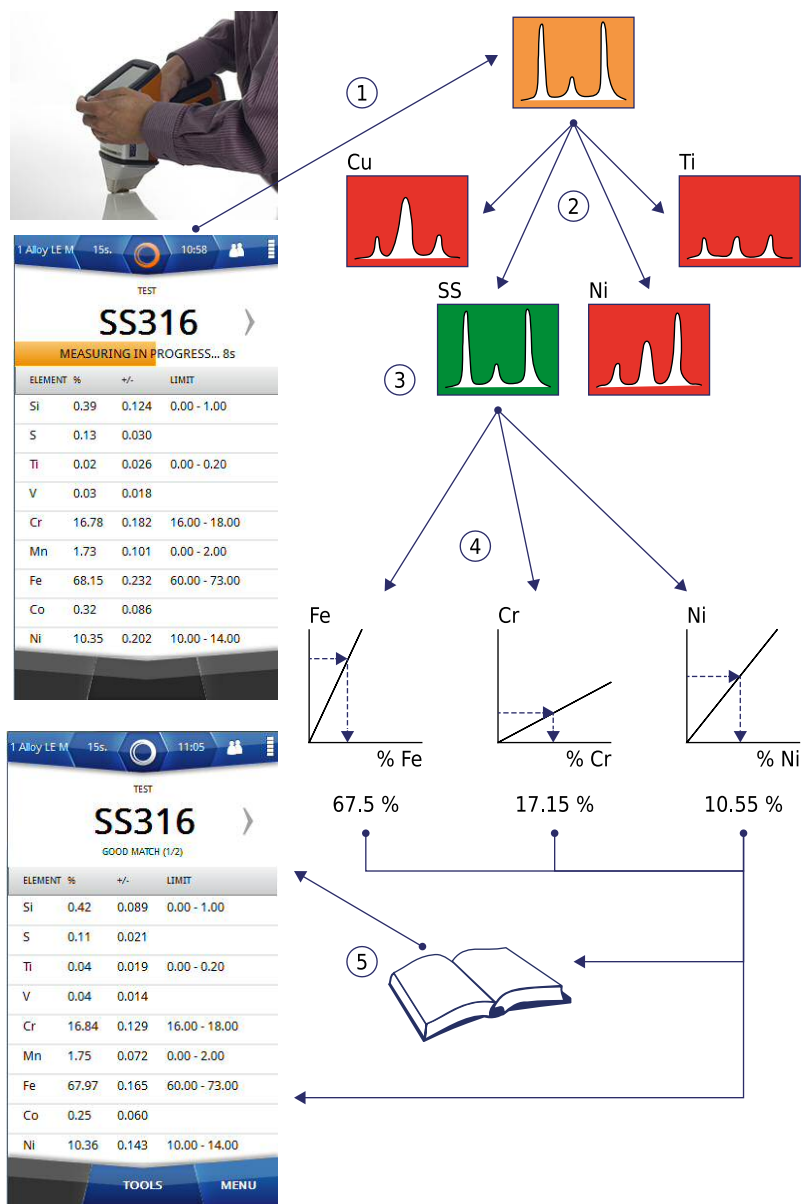 1
Cu
Ti
2
SS
Ni
3
4
1 Alloy LE M 15s. 10:58
TEST
SS316
MEASURING IN PROGRESS... 8s
ELEMENT % +/- LIMIT
Si 0.39 0.124 0.00 - 1.00
S 0.13 0.030
Ti 0.02 0.026 0.00 - 0.20
V 0.03 0.018
Cr 16.78 0.182 16.00 - 18.00
Mn 1.73 0.101 0.00 - 2.00
Fe 68.15 0.232 60.00 - 73.00
Co 0.32 0.086
Ni 10.35 0.202 10.00 - 14.00
Fe
Cr
Ni
% Fe
% Cr
% Ni
67.5 %
17.15 %
10.55 %
5
1 Alloy LE M 15s. 11:05
TEST
SS316
GOOD MATCH (1/2)
ELEMENT % +/- LIMIT
Si 0.42 0.089 0.00 - 1.00
S 0.11 0.021
Ti 0.04 0.019 0.00 - 0.20
V 0.04 0.014
Cr 16.84 0.129 16.00 - 18.00
Mn 1.75 0.072 0.00 - 2.00
Fe 67.97 0.165 60.00 - 73.00
Co 0.25 0.060
Ni 10.36 0.143 10.00 - 14.00
TOOLS MENU